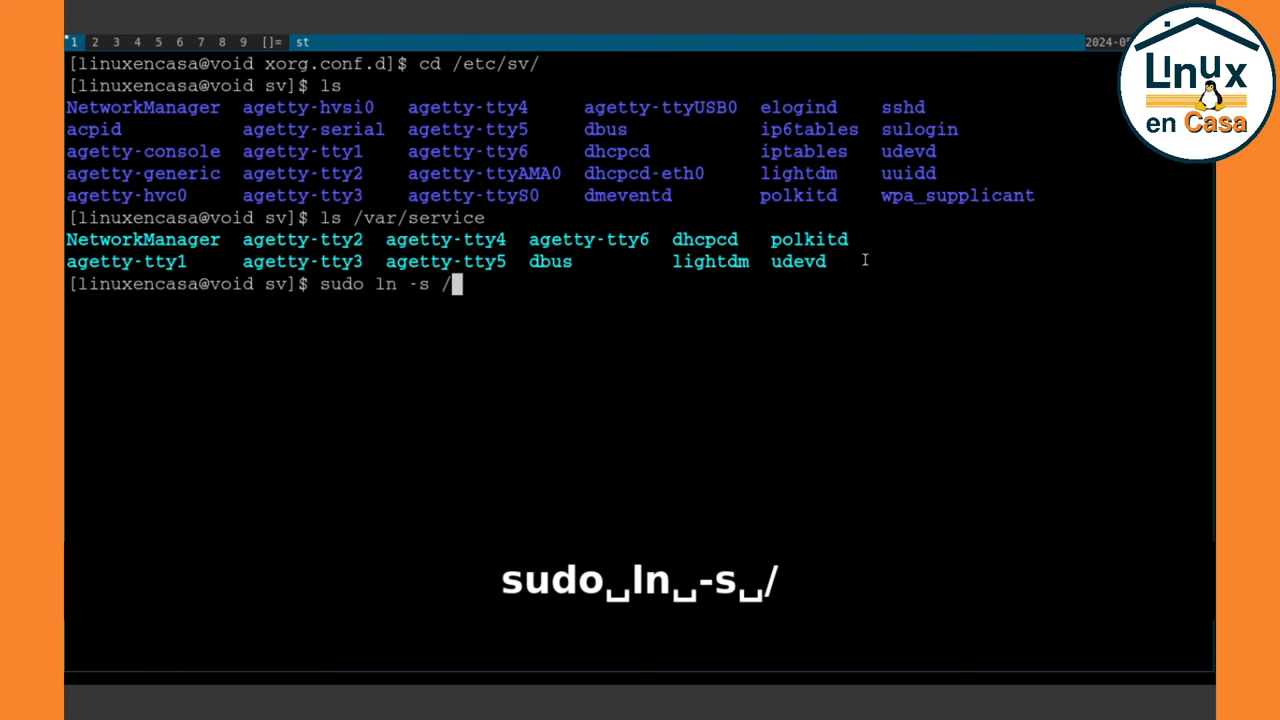 1 2 3 4 5 6 7 8 9 []= st 2024-0
[linuxencasa@void xorg.conf.d]$ cd /etc/sv/
[linuxencasa@void sv]$ ls
NetworkManager agetty-hvsi0 agetty-tty4 agetty-ttyUSB0 elogind sshd
acpid agetty-serial agetty-tty5 dbus ip6tables sulogin
agetty-console agetty-tty1 agetty-tty6 dhcpcd iptables udevd
agetty-generic agetty-tty2 agetty-ttyAMA0 dhcpcd-eth0 lightdm uuidd
agetty-hvc0 agetty-tty3 agetty-ttyS0 dmeventd polkitd wpa_supplicant
[linuxencasa@void sv]$ ls /var/service
NetworkManager agetty-tty2 agetty-tty4 agetty-tty6 dhcpcd polkitd
agetty-tty1 agetty-tty3 agetty-tty5 dbus lightdm udevd
[linuxencasa@void sv]$ sudo ln -s /
sudo␣ln␣-s␣/
Linux
en Casa